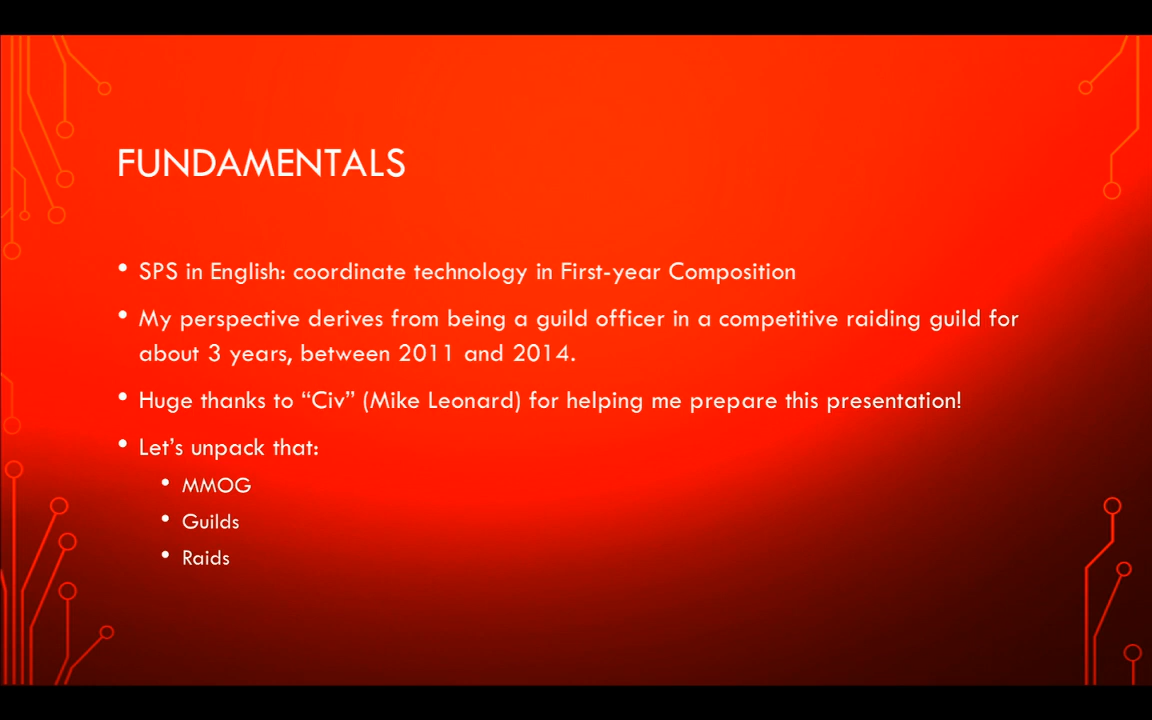 FUNDAMENTALS
• SPS in English: coordinate technology in First-year Composition
• My perspective derives from being a guild officer in a competitive raiding guild for
about 3 years, between 2011 and 2014.
• Huge thanks to “Civ” (Mike Leonard) for helping me prepare this presentation!
• Let’s unpack that:
• MMOG
• Guilds
• Raids